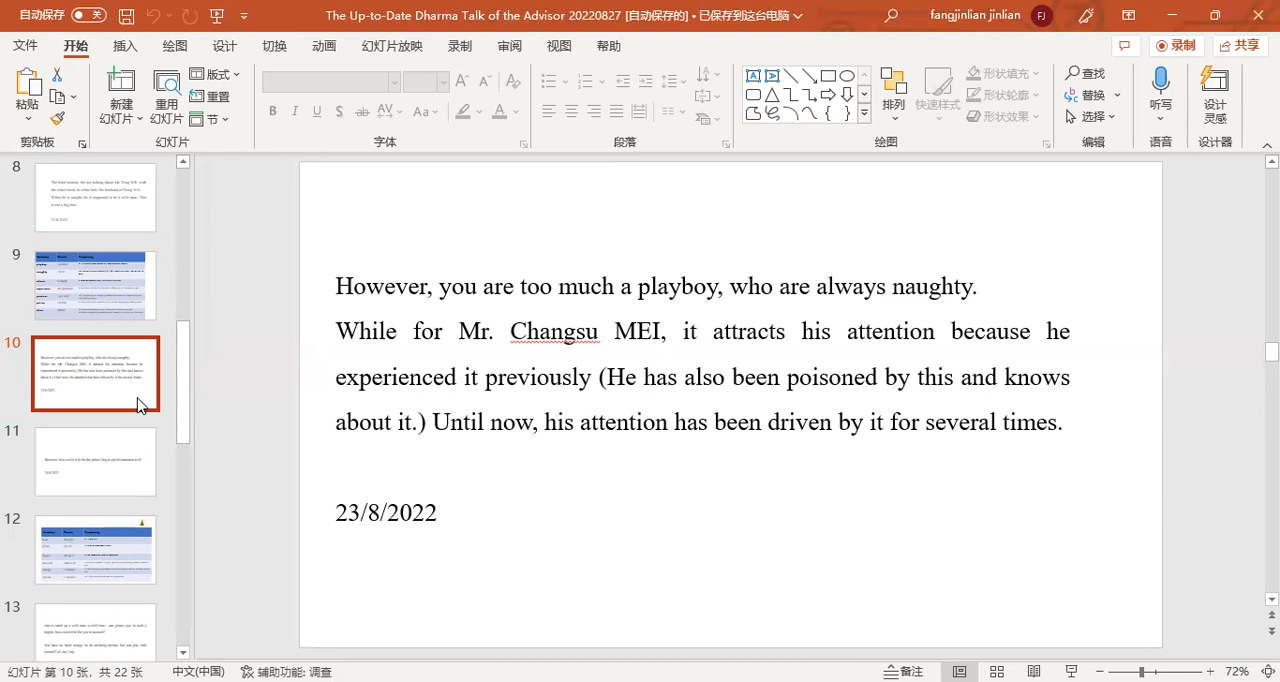 自动保存 关
The Up-to-Date Dharma Talk of the Advisor 20220827 [自动保存的] • 已保存到这台电脑
fangjinlian jinlian FJ
文件 开始 插入 绘图 设计 切换 动画 幻灯片放映 录制 审阅 视图 帮助 录制 共享
粘贴 新建 幻灯片 重用 幻灯片 版式 重置 节
B I U S ab AV Aa A
排列 快速样式 形状填充 形状轮廓 形状效果
查找 替换 选择 听写 设计 灵感
剪贴板 幻灯片 字体 段落 绘图 编辑 语音 设计器
8
9
10
11
12
13
However, you are too much a playboy, who are always naughty.
While for Mr. Changsu MEI, it attracts his attention because he
experienced it previously (He has also been poisoned by this and knows
about it.) Until now, his attention has been driven by it for several times.
23/8/2022
幻灯片 第 10 张，共 22 张 中文(中国) 辅助功能: 调查 备注 72%